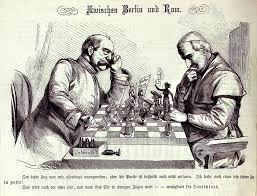 Zwischen Berlin und Rom.
Der letzte Zug war mir allerdings unangenehm; aber die Partie ist deßhalb noch nicht verloren. Ich habe noch einen sehr schönen Zug
in petto!
Das wird auch der letzte sein, und dann sind Sie in wenigen Zügen matt — — wenigstens für Deutschland.